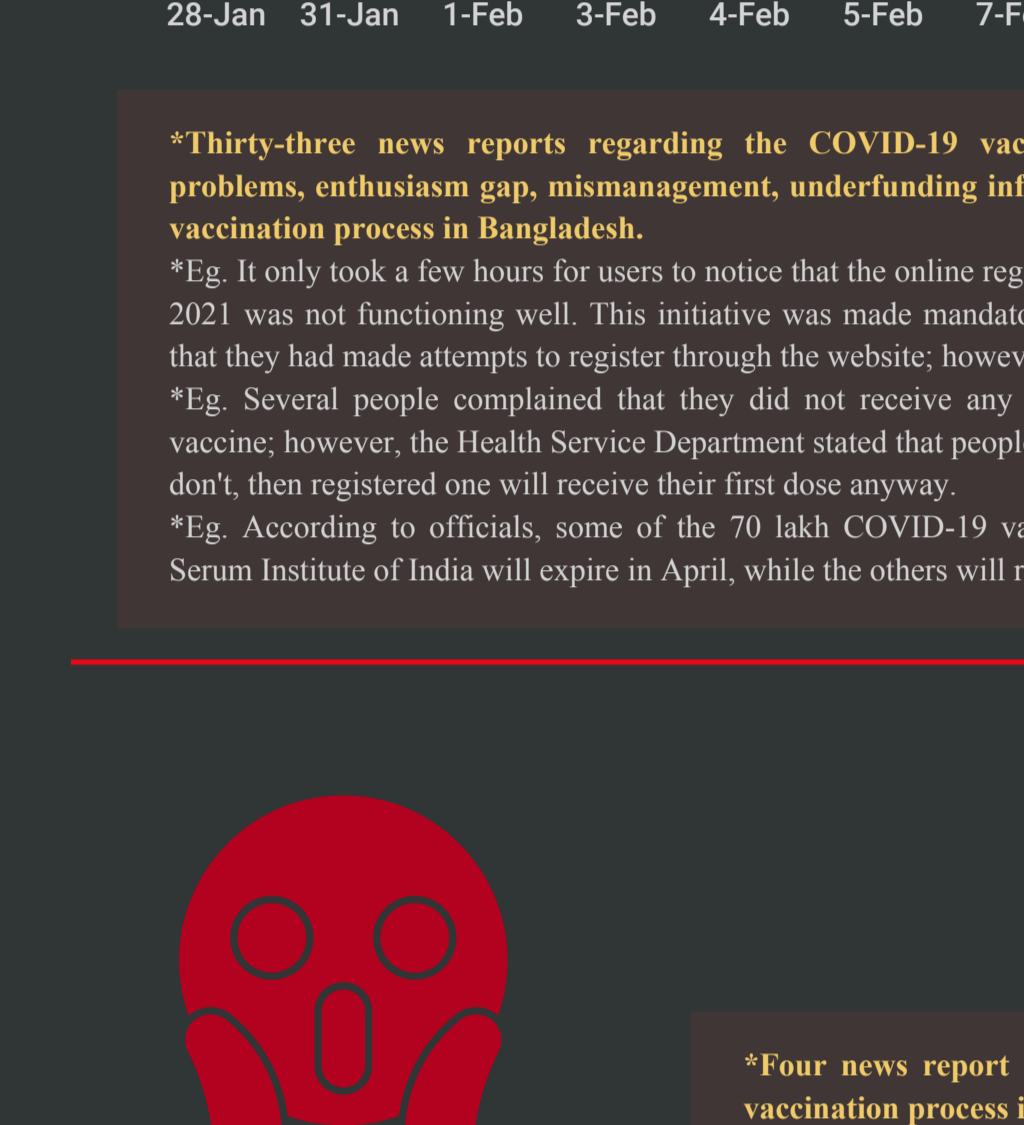 28-Jan 31-Jan 1-Feb 3-Feb 4-Feb 5-Feb
*Thirty-three news reports regarding the COVID-19
problems, enthusiasm gap, mismanagement, underfunding
vaccination process in Bangladesh.
*Eg. It only took a few hours for users to notice that the online
2021 was not functioning well. This initiative was made
that they had made attempts to register through the website;
*Eg. Several people complained that they did not receive any
vaccine; however, the Health Service Department stated that
don't, then registered one will receive their first dose anyway.
*Eg. According to officials, some of the 70 lakh COVID-19
Serum Institute of India will expire in April, while the others will
*Four news report
vaccination process